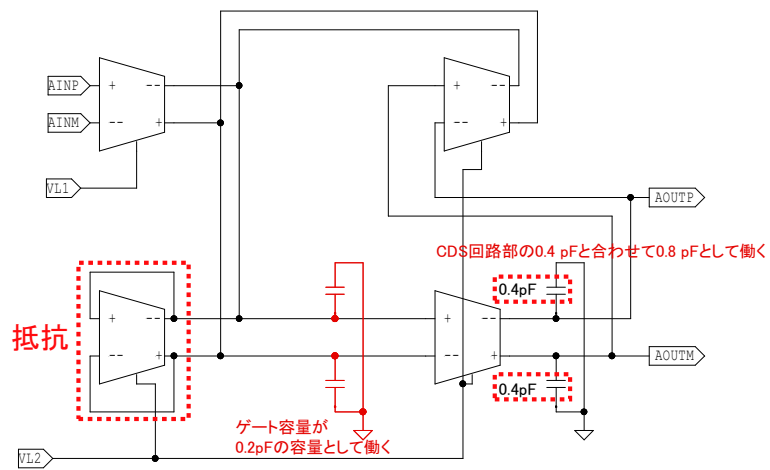 AINP
+
--
+
--
AINM
--
+
--
+
VL1
AOUTP
CDS回路部の0.4 pFと合わせて0.8 pFとして働く
0.4pF
抵抗
+
--
+
--
--
+
--
+
AOUTM
0.4pF
ゲート容量が
0.2pFの容量として働く
VL2